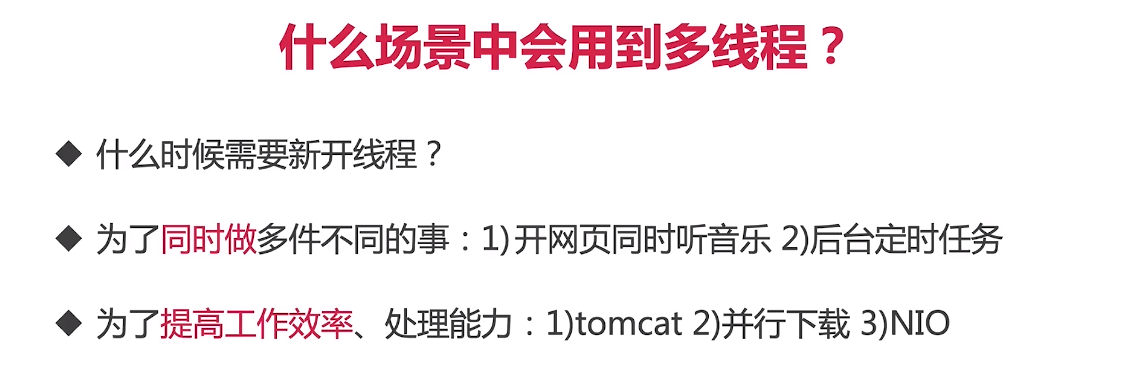 什么场景中会用到多线程？
◆ 什么时候需要新开线程？
◆ 为了同时做多件不同的事：1)开网页同时听音乐 2)后台定时任务
◆ 为了提高工作效率、处理能力：1)tomcat 2)并行下载 3)NIO